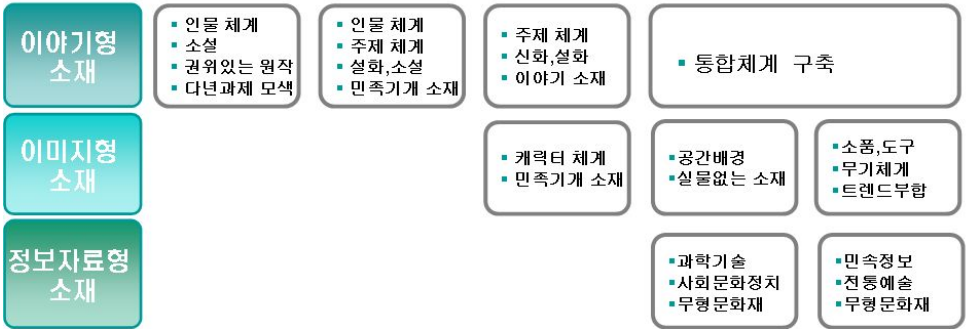 이야기형
소재
인물 체계
소설
권위있는 원작
다년과제 모색
인물 체계
주제 체계
설화,소설
민족기개 소재
주제 체계
신화,설화
이야기 소재
통합체계 구축
이미지형
소재
캐릭터 체계
민족기개 소재
공간배경
실물없는 소재
소품,도구
무기체계
트렌드부합
정보자료형
소재
과학기술
사회문화정치
무형문화재
민속정보
전통예술
무형문화재